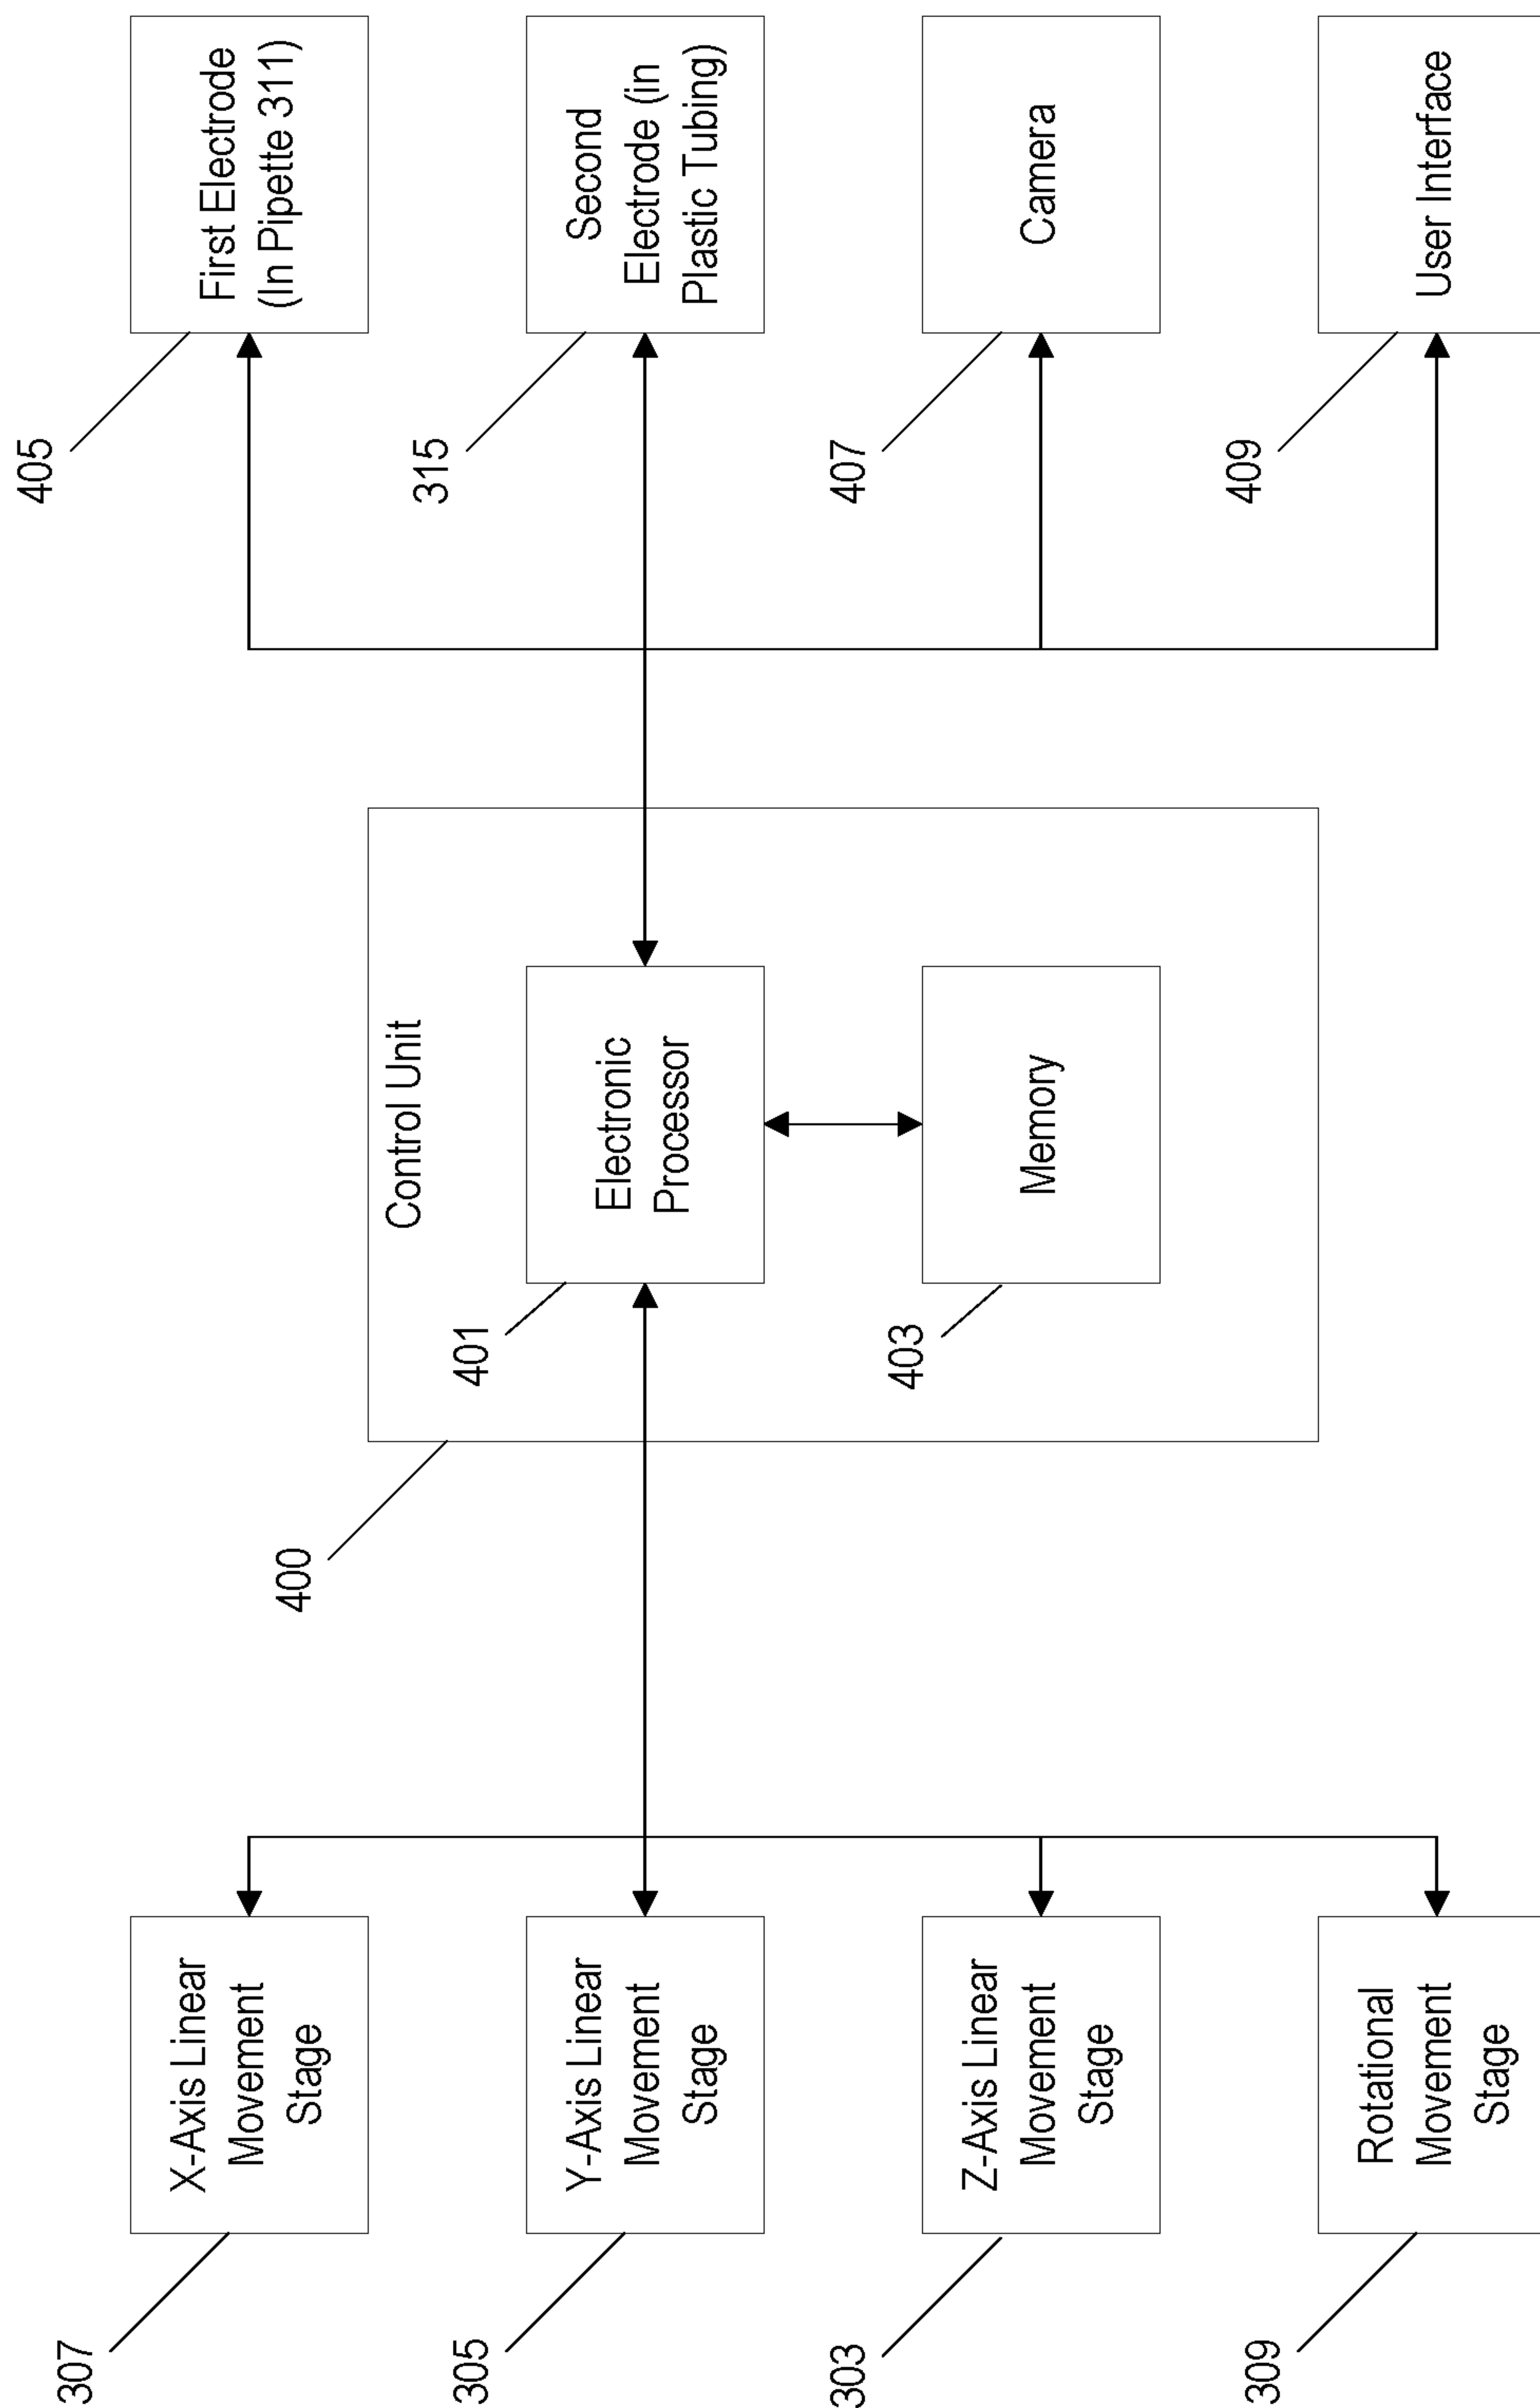 307
X-Axis Linear
Movement
Stage
305
Y-Axis Linear
Movement
Stage
303
Z-Axis Linear
Movement
Stage
309
Rotational
Movement
Stage
400
Control Unit
401
Electronic
Processor
403
Memory
405
First Electrode
(In Pipette 311)
315
Second
Electrode (in
Plastic Tubing)
407
Camera
409
User Interface